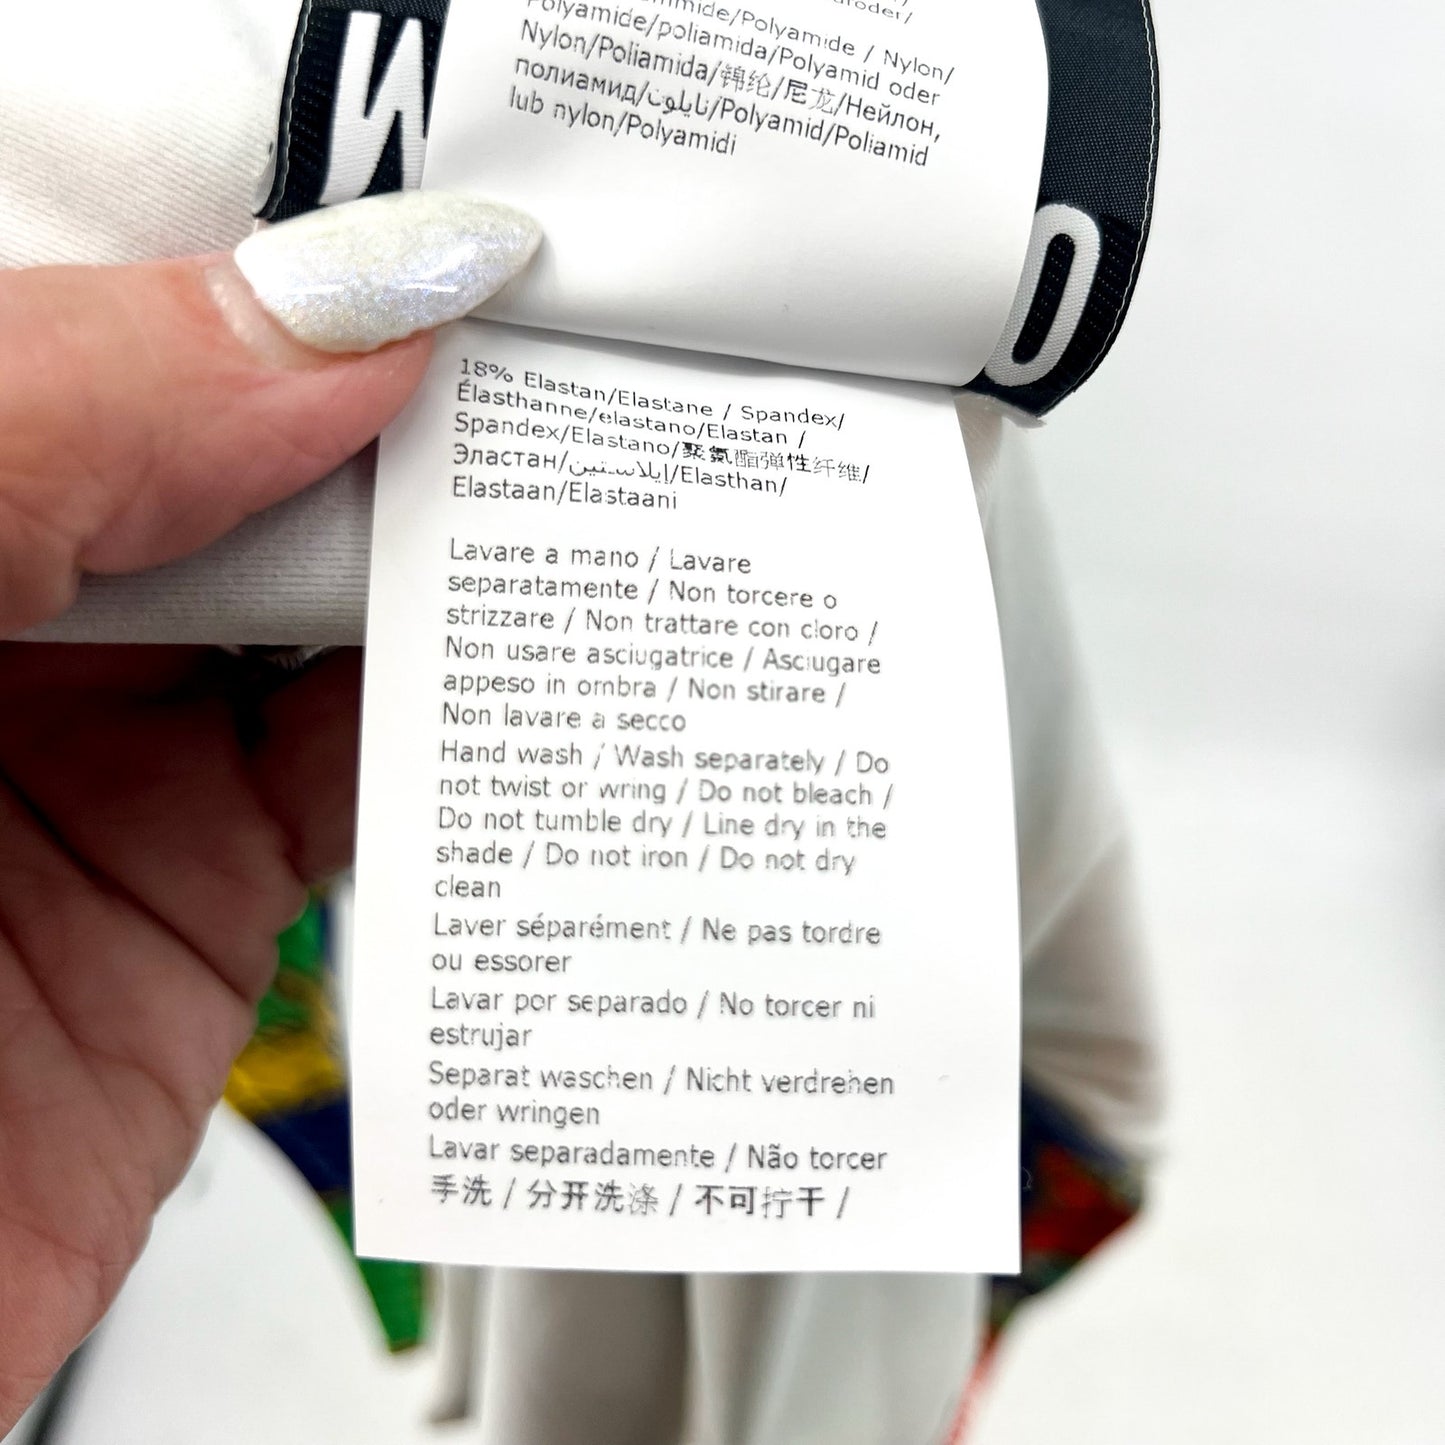 Polyamide / Nylon/
Polyamide/poliamida/Polyamid oder
Nylon/Poliamida/锦纶/尼龙/Нейлон,
полиамид/نايلون/Polyamid/Poliamid
lub nylon/Polyamidi
18% Elastan/Elastane / Spandex/
Élasthanne/elastano/Elastan /
Spandex/Elastano/聚氨酯弹性纤维/
Эластан/إيلاستين/Elasthan/
Elastaan/Elastaani
Lavare a mano / Lavare
separatamente / Non torcere o
strizzare / Non trattare con cloro /
Non usare asciugatrice / Asciugare
appeso in ombra / Non stirare /
Non lavare a secco
Hand wash / Wash separately / Do
not twist or wring / Do not bleach /
Do not tumble dry / Line dry in the
shade / Do not iron / Do not dry
clean
Laver séparément / Ne pas tordre
ou essorer
Lavar por separado / No torcer ni
estrujar
Separat waschen / Nicht verdrehen
oder wringen
Lavar separadamente / Não torcer
手洗 / 分开洗涤 / 不可拧干 /